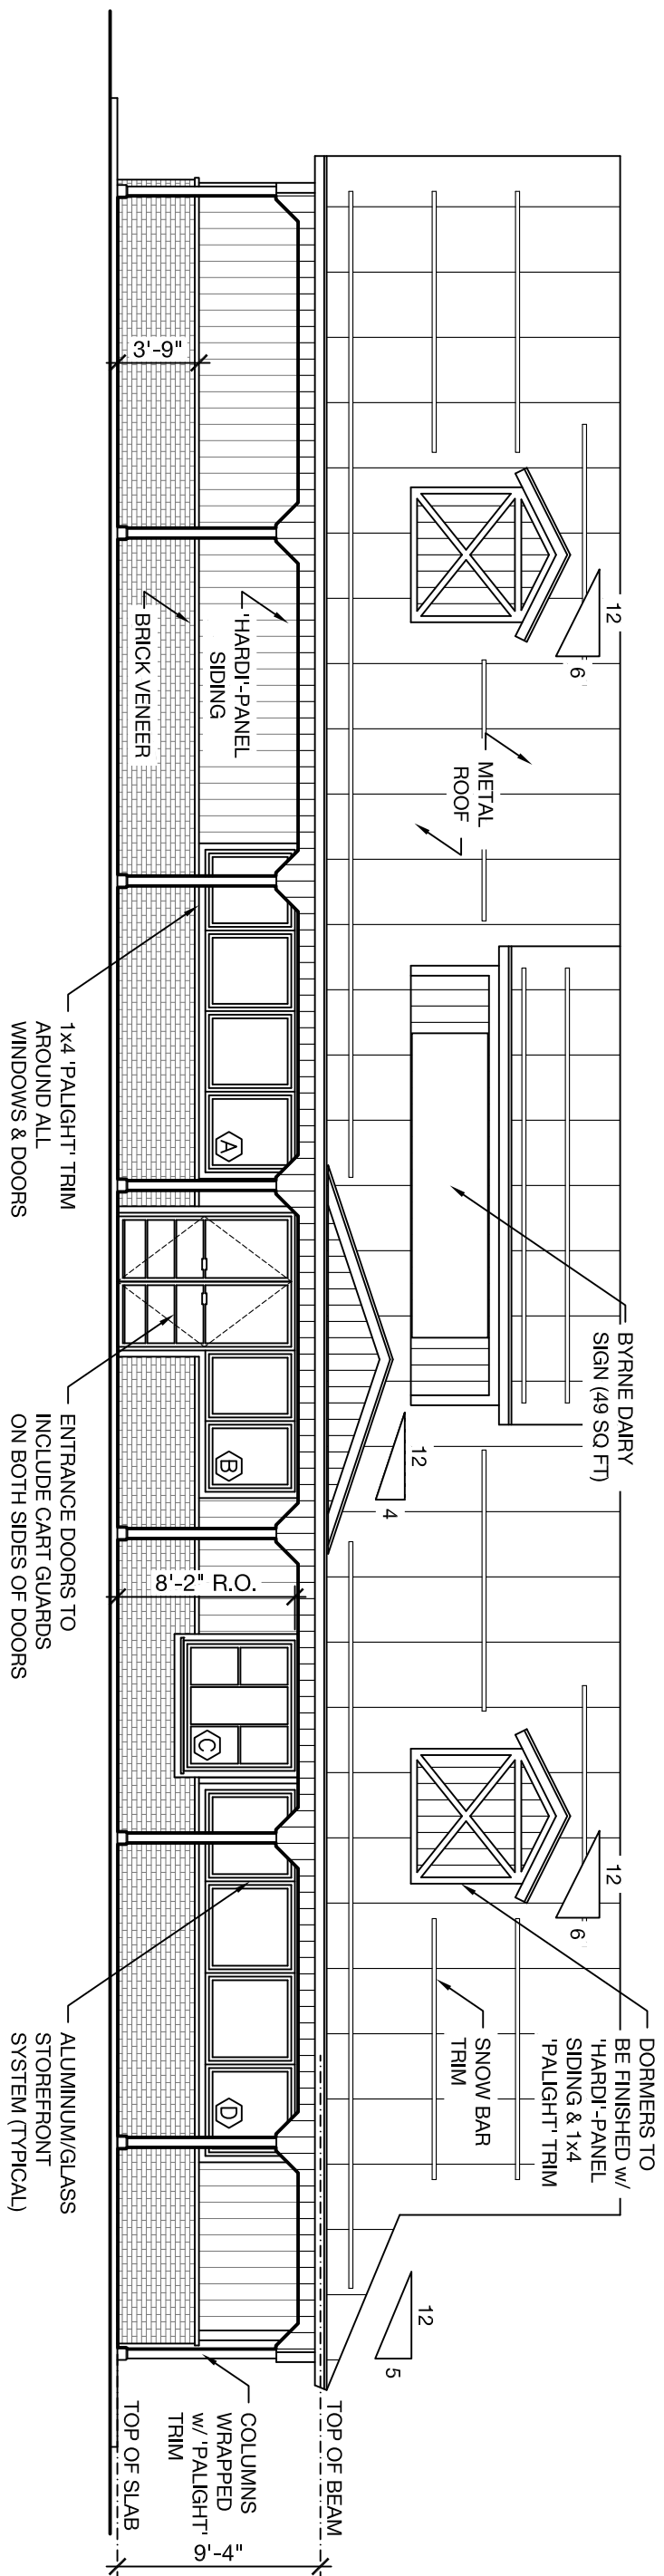 BYRNE DAIRY
SIGN (49 SQ FT)
DORMERS TO
BE FINISHED w/
'HARDI'-PANEL
SIDING & 1x4
'PALIGHT' TRIM
12
6
12
6
METAL
ROOF
SNOW BAR
TRIM
12
4
12
5
'HARDI'-PANEL
SIDING
BRICK VENEER
3'-9"
A
B
C
D
8'-2" R.O.
TOP OF BEAM
COLUMNS
WRAPPED
w/ 'PALIGHT'
TRIM
TOP OF SLAB
9'-4"
1x4 'PALIGHT' TRIM
AROUND ALL
WINDOWS & DOORS
ENTRANCE DOORS TO
INCLUDE CART GUARDS
ON BOTH SIDES OF DOORS
ALUMINUM/GLASS
STOREFRONT
SYSTEM (TYPICAL)